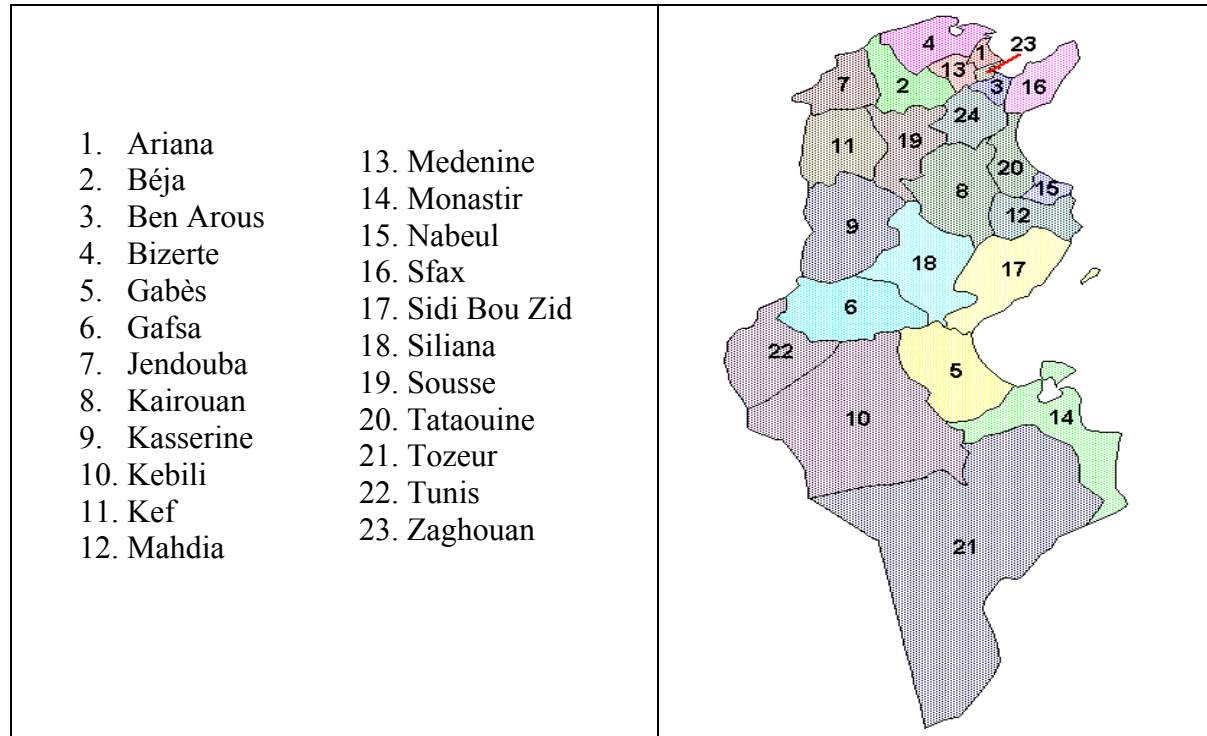 1. Ariana
2. Béja
3. Ben Arous
4. Bizerte
5. Gabès
6. Gafsa
7. Jendouba
8. Kairouan
9. Kasserine
10. Kebili
11. Kef
12. Mahdia
13. Medenine
14. Monastir
15. Nabeul
16. Sfax
17. Sidi Bou Zid
18. Siliana
19. Sousse
20. Tataouine
21. Tozeur
22. Tunis
23. Zaghouan
4
1
23
13
7
2
3
16
24
11
19
20
8
15
12
9
18
17
6
22
5
10
14
21